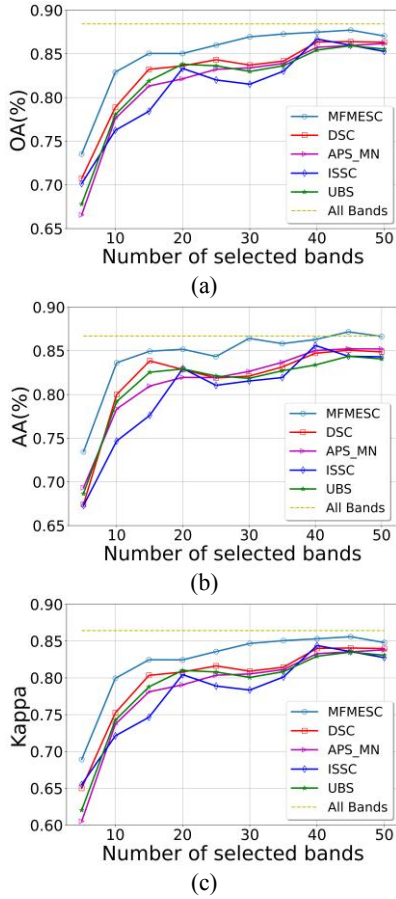 0.90
0.85
0.80
0.75
0.70
0.65
OA(%)
MFMESC
DSC
APS_MN
ISSC
UBS
All Bands
10 20 30 40 50
Number of selected bands
(a)
0.90
0.85
0.80
0.75
0.70
0.65
AA(%)
MFMESC
DSC
APS_MN
ISSC
UBS
All Bands
10 20 30 40 50
Number of selected bands
(b)
0.90
0.85
0.80
0.75
0.70
0.65
0.60
Kappa
MFMESC
DSC
APS_MN
ISSC
UBS
All Bands
10 20 30 40 50
Number of selected bands
(c)